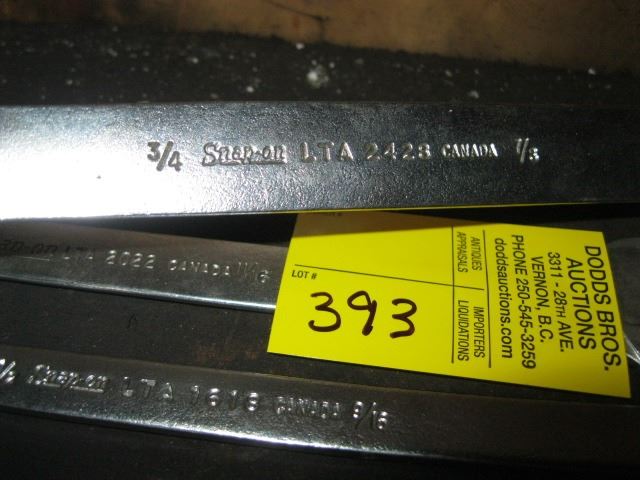 3/4 Snap-on LTA 2428 CANADA 7/8
LTA 2022 CANADA 11/16
Snap-on LTA 1618 CANADA 9/16
LOT #
393
ANTIQUES
APPRAISALS
IMPORTERS
LIQUIDATIONS
DODDS BROS.
AUCTIONS
3311 - 28TH AVE.
VERNON, B.C.
PHONE 250-545-3259
doddsauctions.com